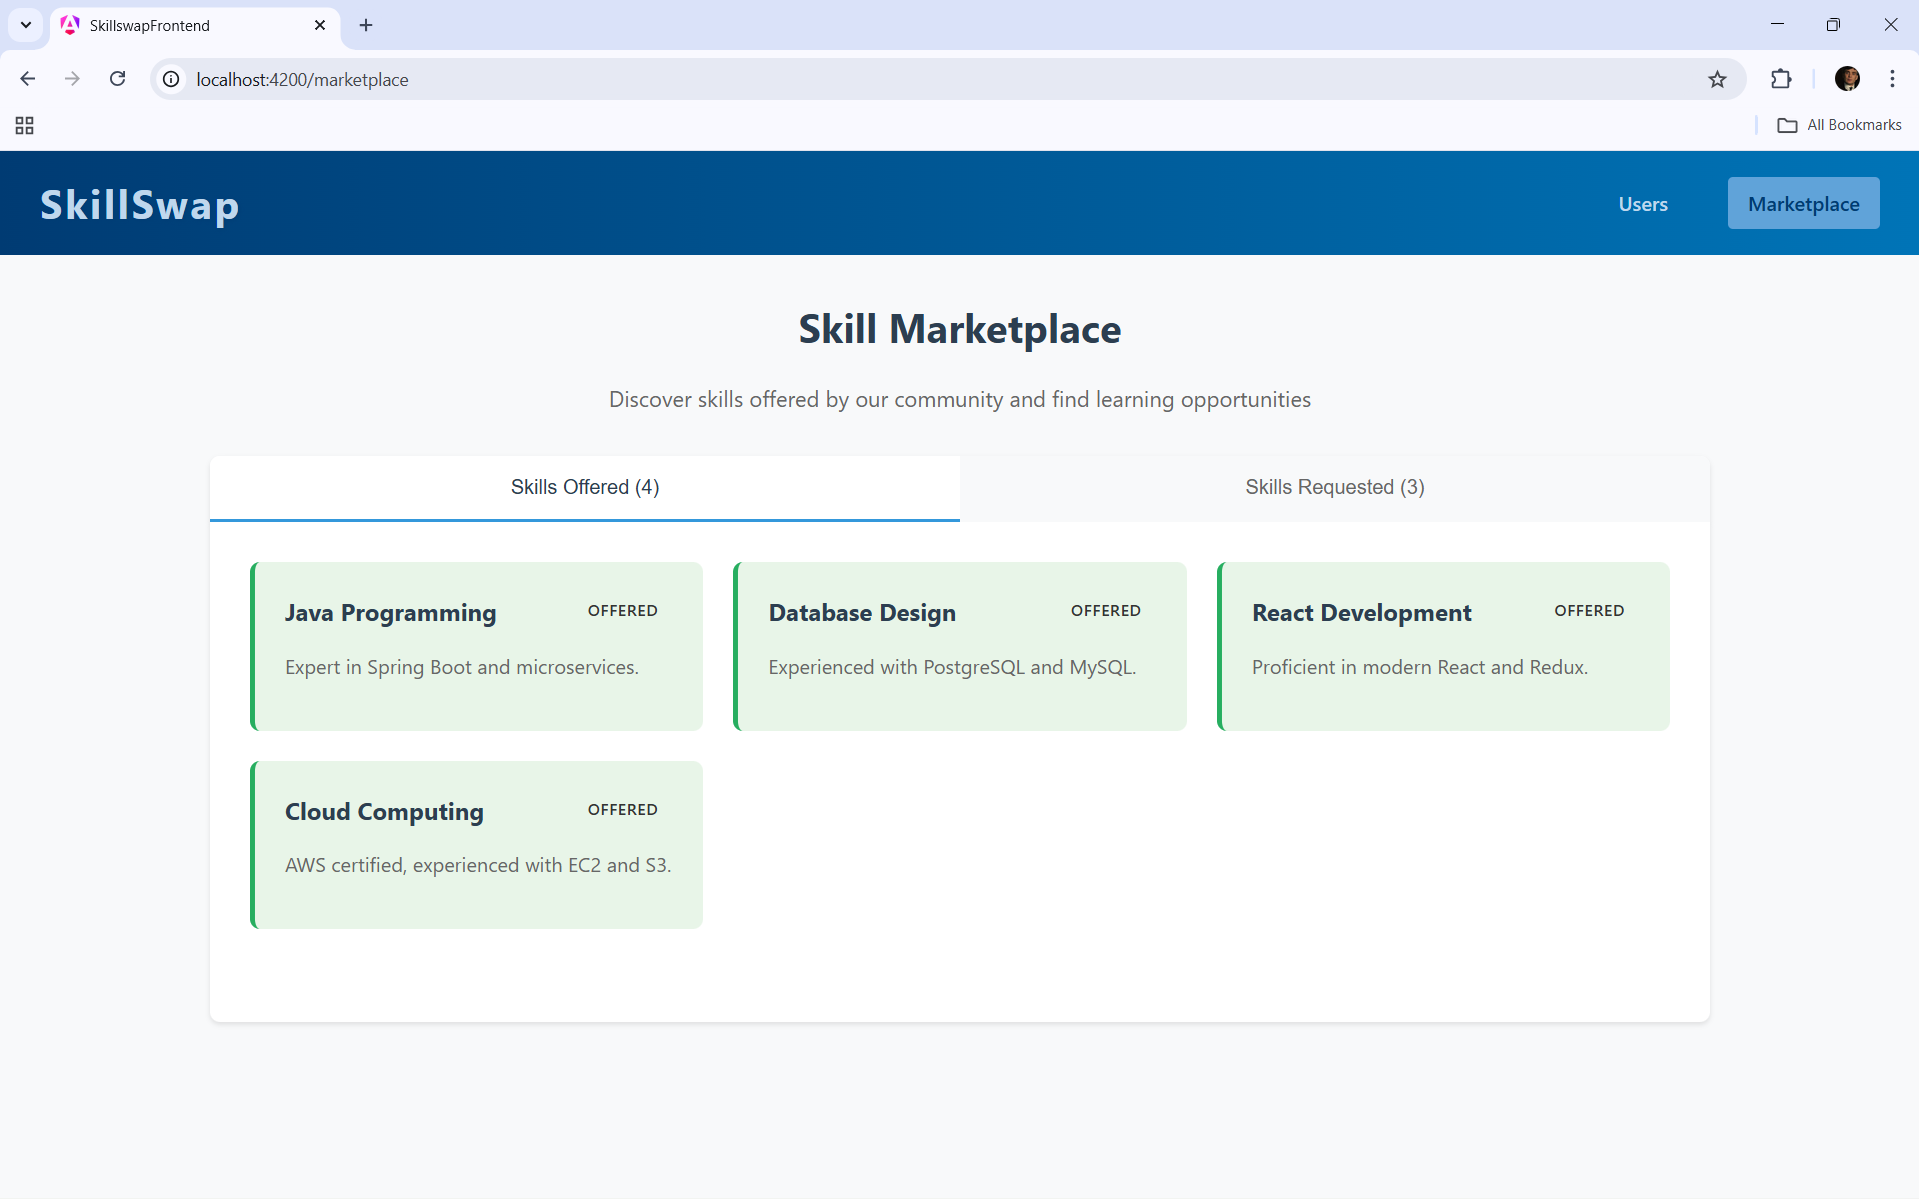 SkillswapFrontend
localhost:4200/marketplace
All Bookmarks
SkillSwap
Users
Marketplace
Skill Marketplace
Discover skills offered by our community and find learning opportunities
Skills Offered (4)
Skills Requested (3)
Java Programming
OFFERED
Expert in Spring Boot and microservices.
Database Design
OFFERED
Experienced with PostgreSQL and MySQL.
React Development
OFFERED
Proficient in modern React and Redux.
Cloud Computing
OFFERED
AWS certified, experienced with EC2 and S3.